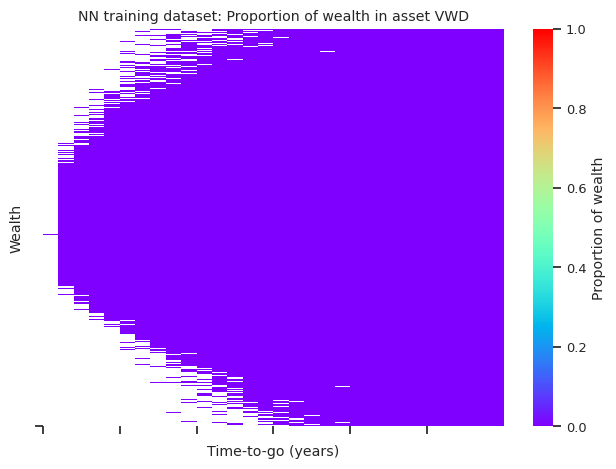 NN training dataset: Proportion of wealth in asset VWD
Wealth
Time-to-go (years)
1.0
0.8
0.6
0.4
0.2
0.0
Proportion of wealth